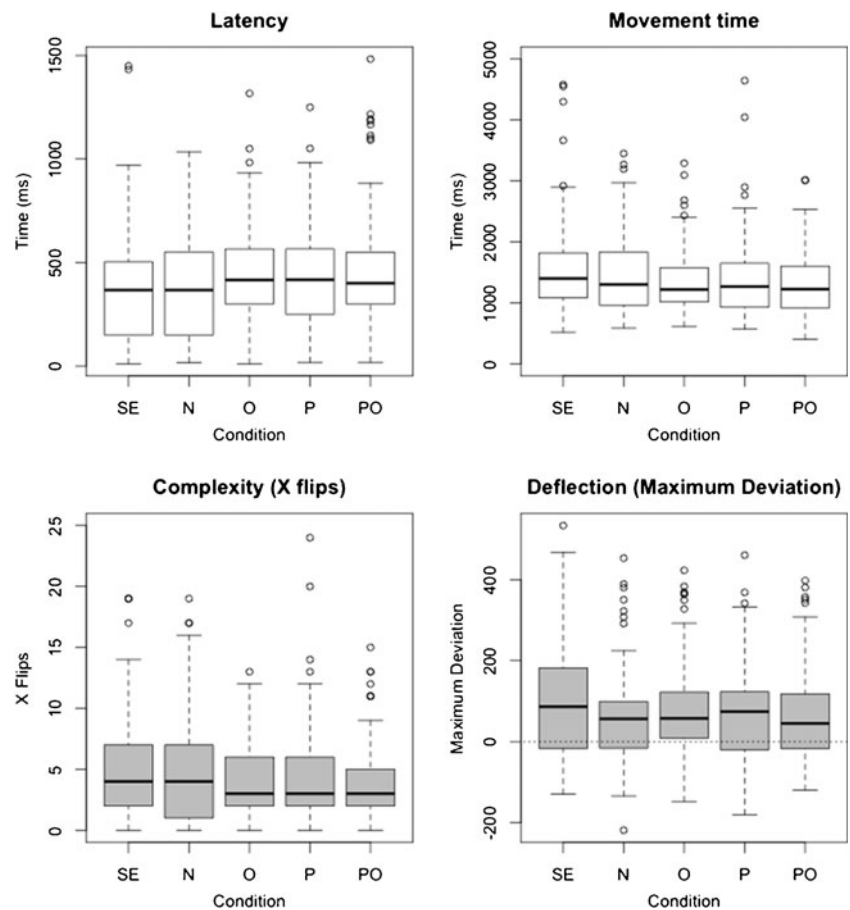 Latency
Time (ms)
1500
1000
500
0
SE N O P PO
Condition
Movement time
Time (ms)
5000
4000
3000
2000
1000
0
SE N O P PO
Condition
Complexity (X flips)
X Flips
25
20
15
10
5
0
SE N O P PO
Condition
Deflection (Maximum Deviation)
Maximum Deviation
400
200
0
-200
SE N O P PO
Condition